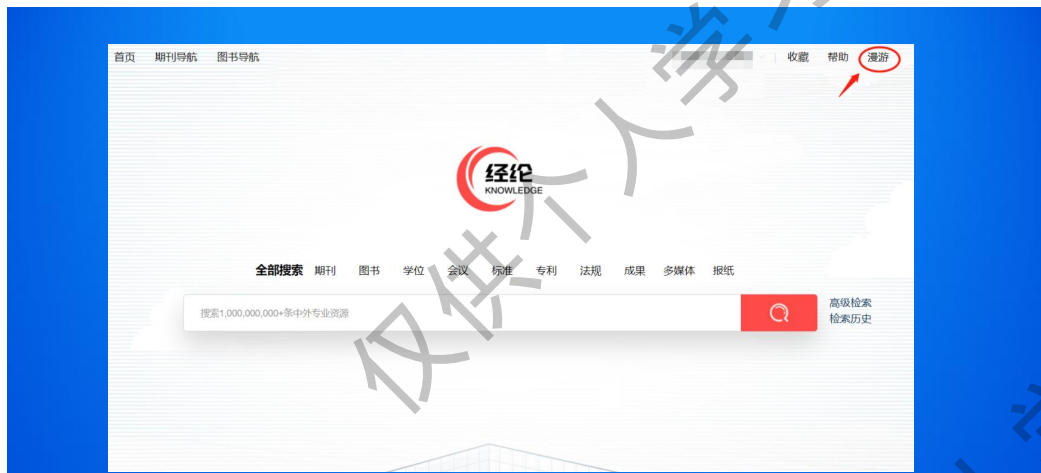 首页 期刊导航 图书导航
收藏 帮助 漫游
经纶
KNOWLEDGE
全部搜索 期刊 图书 学位 会议 标准 专利 法规 成果 多媒体 报纸
搜索1,000,000,000+条中外专业资源
高级检索
检索历史
仅供个人学习